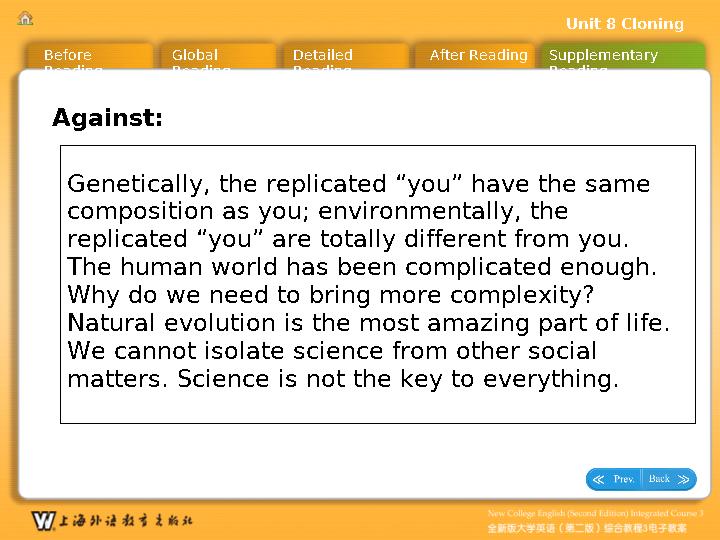 Unit 8 Cloning
Before Reading
Global Reading
Detailed Reading
After Reading
Supplementary Reading
Against:
Genetically, the replicated “you” have the same
composition as you; environmentally, the
replicated “you” are totally different from you.
The human world has been complicated enough.
Why do we need to bring more complexity?
Natural evolution is the most amazing part of life.
We cannot isolate science from other social
matters. Science is not the key to everything.
Prev.
Back
上海外语教育出版社
New College English (Second Edition) Integrated Course 3
全新版大学英语（第二版）综合教程3电子教案